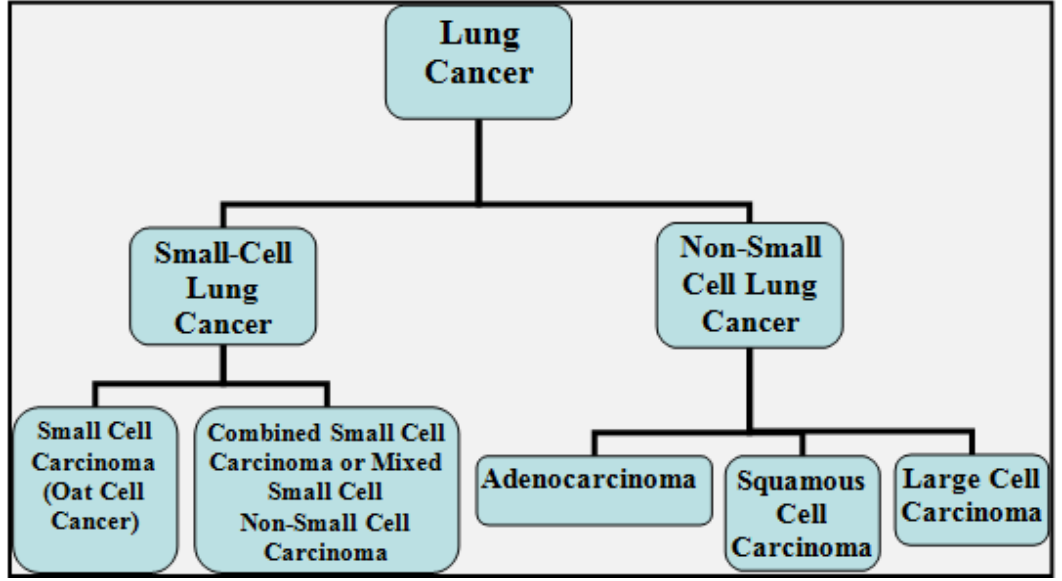 Lung
Cancer
Small-Cell
Lung
Cancer
Non-Small
Cell Lung
Cancer
Small Cell
Carcinoma
(Oat Cell
Cancer)
Combined Small Cell
Carcinoma or Mixed
Small Cell
Non-Small Cell
Carcinoma
Adenocarcinoma
Squamous
Cell
Carcinoma
Large Cell
Carcinoma